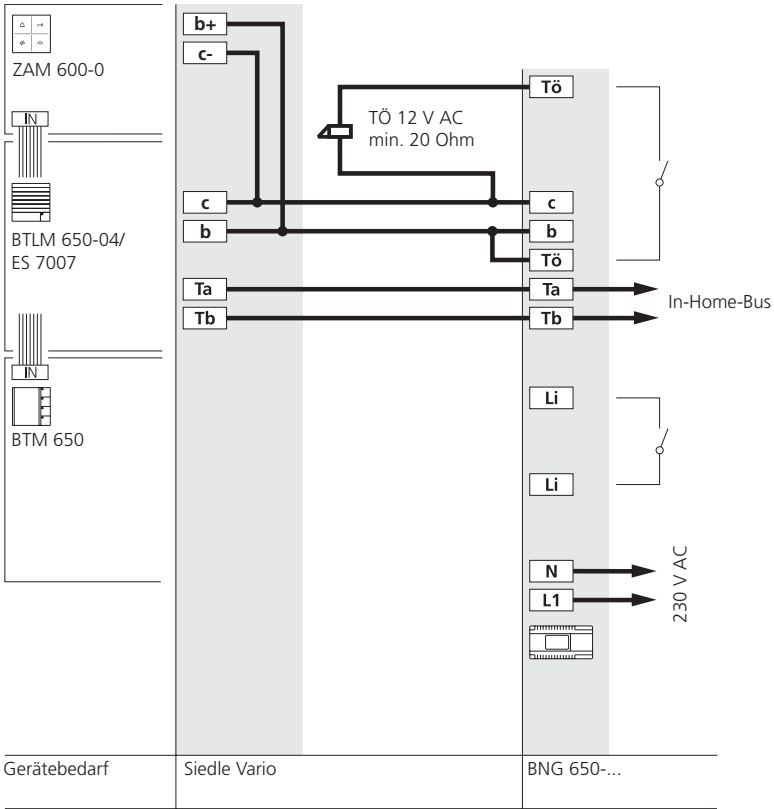 b+
c-
ZAM 600-0
IN
TÖ 12 V AC
min. 20 Ohm
Tö
c
c
BTLM 650-04/
ES 7007
b
b
Tö
Ta
Ta
In-Home-Bus
Tb
Tb
IN
BTM 650
Li
Li
N
L1
230 V AC
Gerätebedarf
Siedle Vario
BNG 650-...